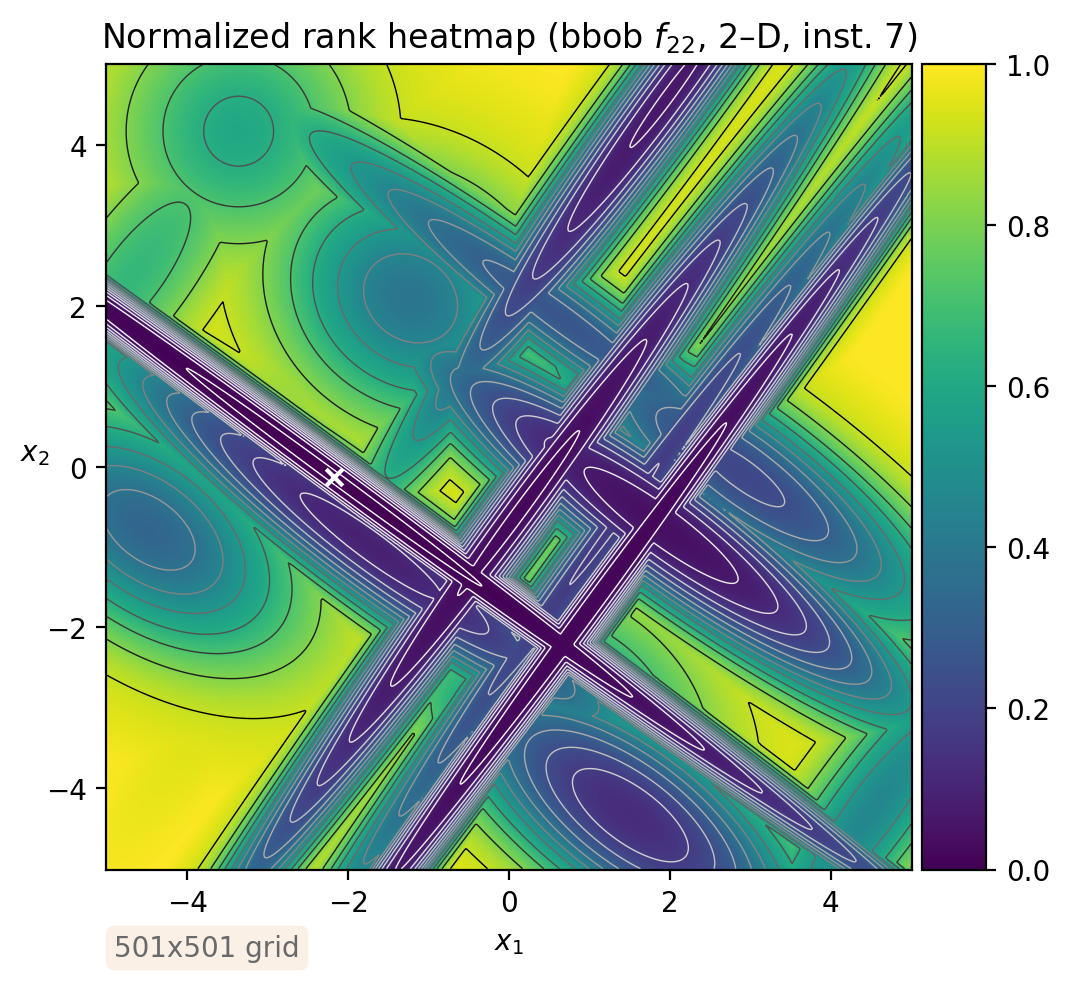 Normalized rank heatmap (bbob f₂₂, 2–D, inst. 7)
1.0
0.8
0.6
0.4
0.2
0.0
4
2
0
−2
−4
x₂
−4 −2 0 2 4
x₁
501x501 grid